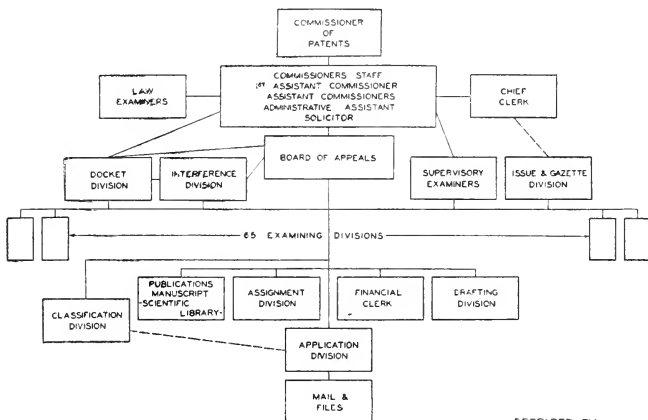 COMMISSIONER
OF
PATENTS
COMMISSIONERS STAFF
1ST ASSISTANT COMMISSIONER
ASSISTANT COMMISSIONERS
ADMINISTRATIVE ASSISTANT
SOLICITOR
LAW
EXAMINERS
CHIEF
CLERK
BOARD OF APPEALS
DOCKET
DIVISION
INTERFERENCE
DIVISION
SUPERVISORY
EXAMINERS
ISSUE & GAZETTE
DIVISION
65 EXAMINING DIVISIONS
PUBLICATIONS
MANUSCRIPT
-SCIENTIFIC
LIBRARY-
ASSIGNMENT
DIVISION
FINANCIAL
CLERK
DRAFTING
DIVISION
CLASSIFICATION
DIVISION
APPLICATION
DIVISION
MAIL &
FILES